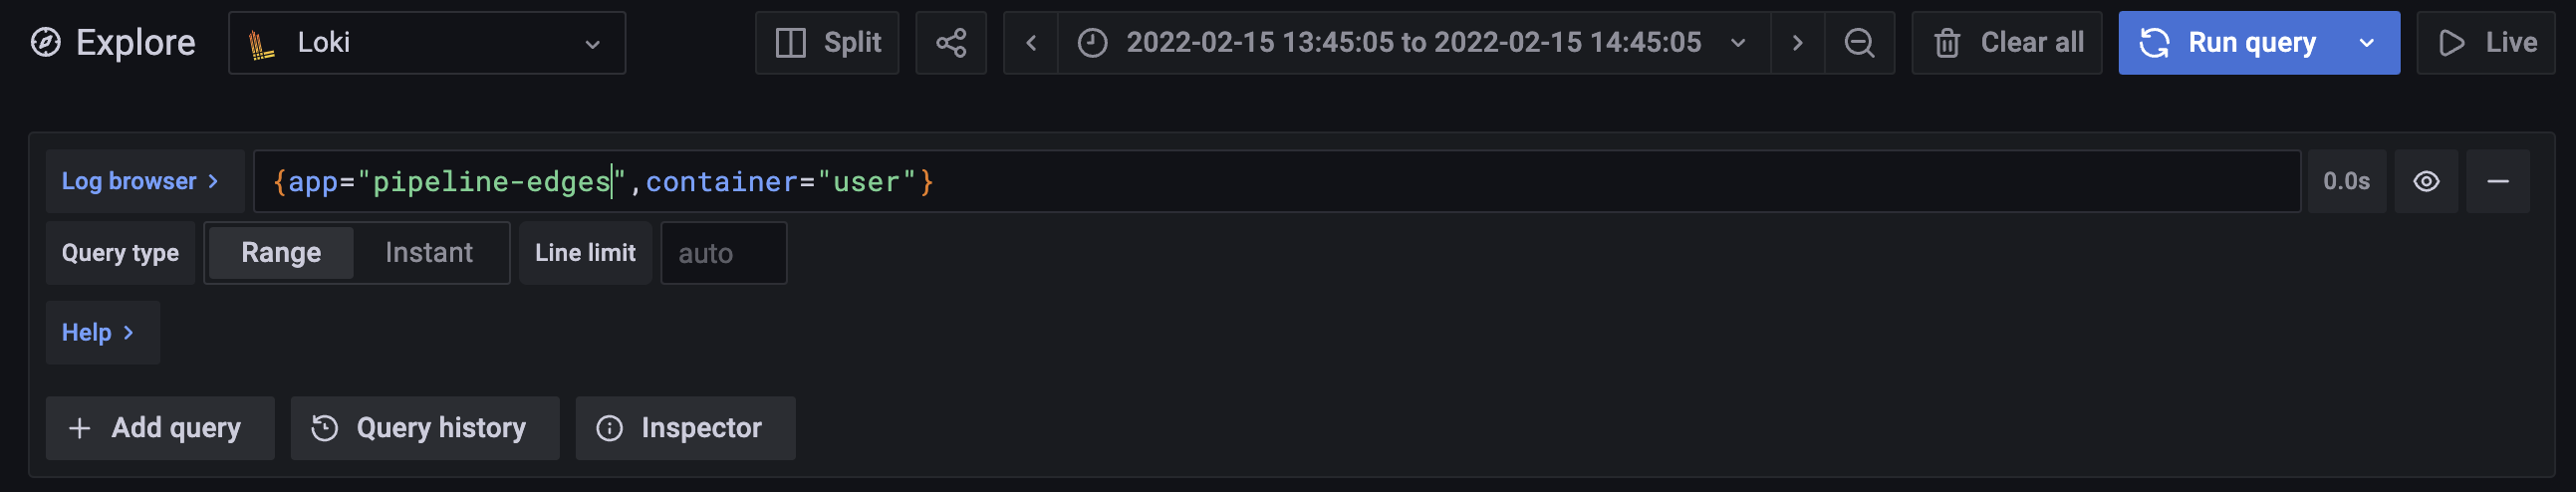 Explore Loki Split 2022-02-15 13:45:05 to 2022-02-15 14:45:05 Clear all Run query Live
Log browser > {app="pipeline-edges",container="user"} 0.0s
Query type Range Instant Line limit auto
Help >
+ Add query Query history Inspector